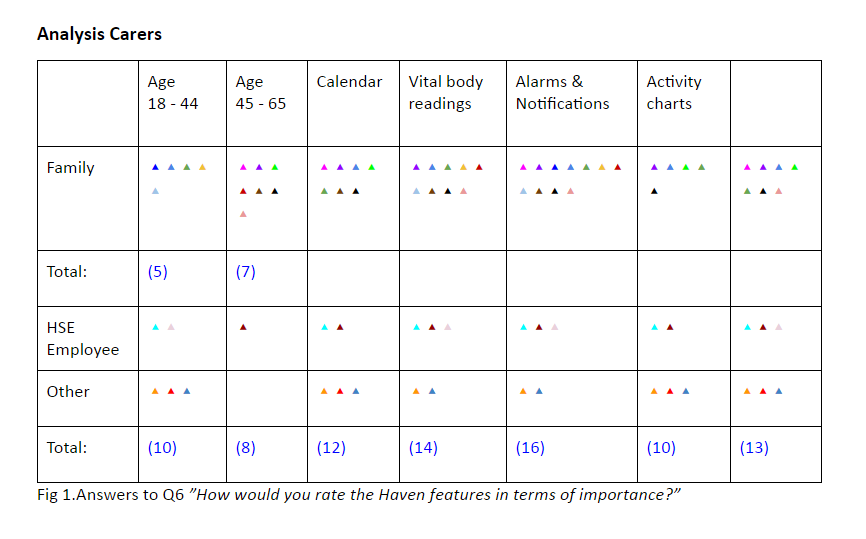 Analysis Carers
Age Age Calendar Vital body Alarms & Activity
18 - 44 45 - 65 readings Notifications charts
Family
Total: (5) (7)
HSE
Employee
Other
Total: (10) (8) (12) (14) (16) (10) (13)
Fig 1.Answers to Q6 ”How would you rate the Haven features in terms of importance?”